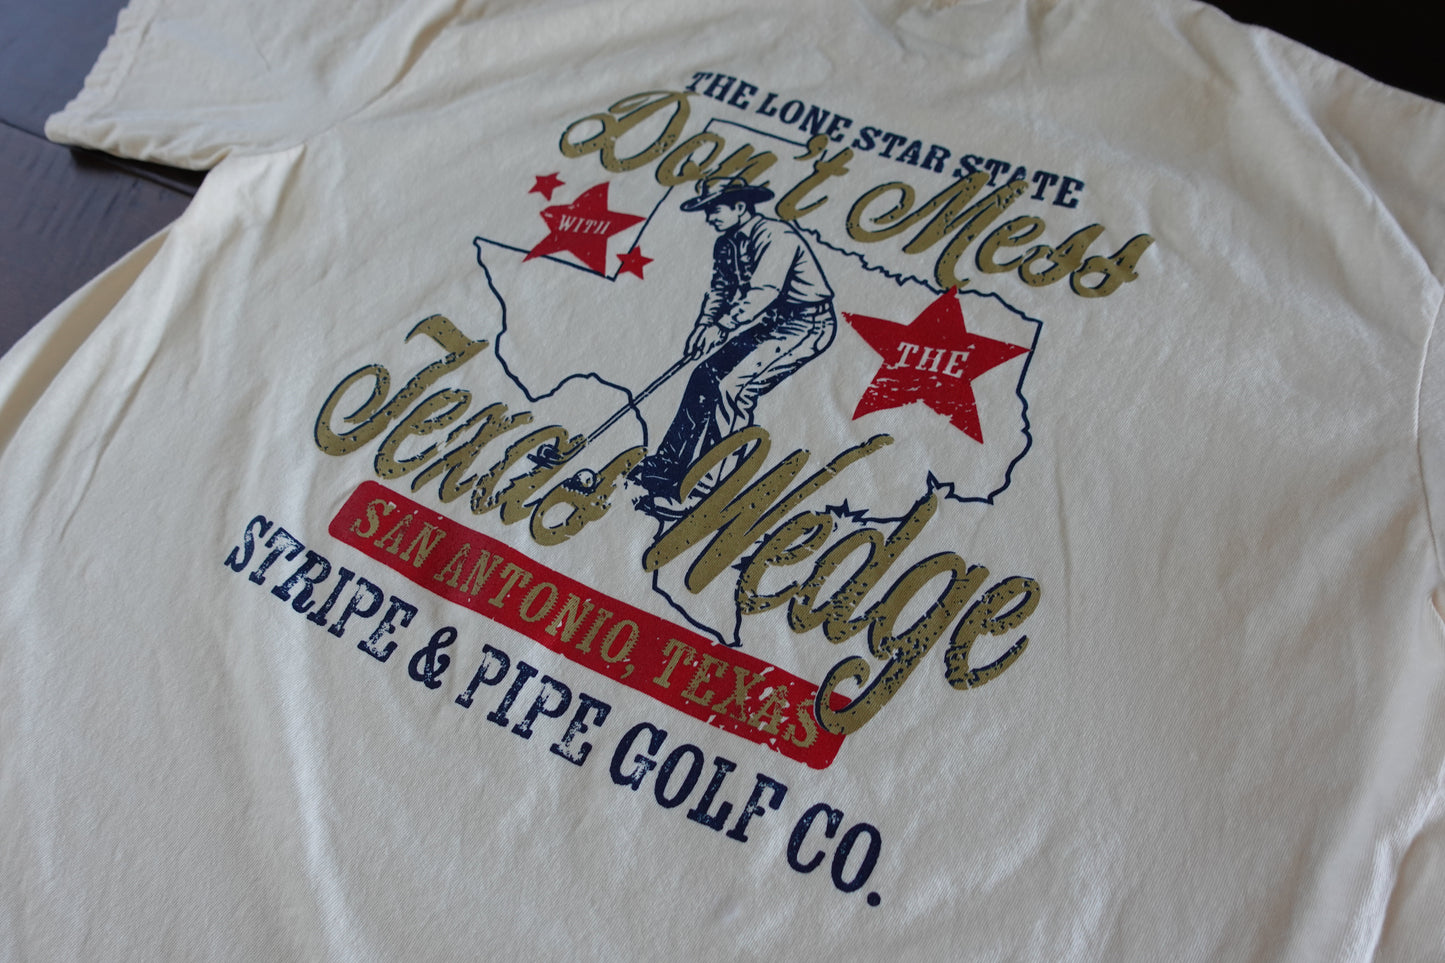 THE LONE STAR STATE
Don't Mess
WITH
THE
Texas Wedge
SAN ANTONIO, TEXAS
STRIPE & PIPE GOLF CO.